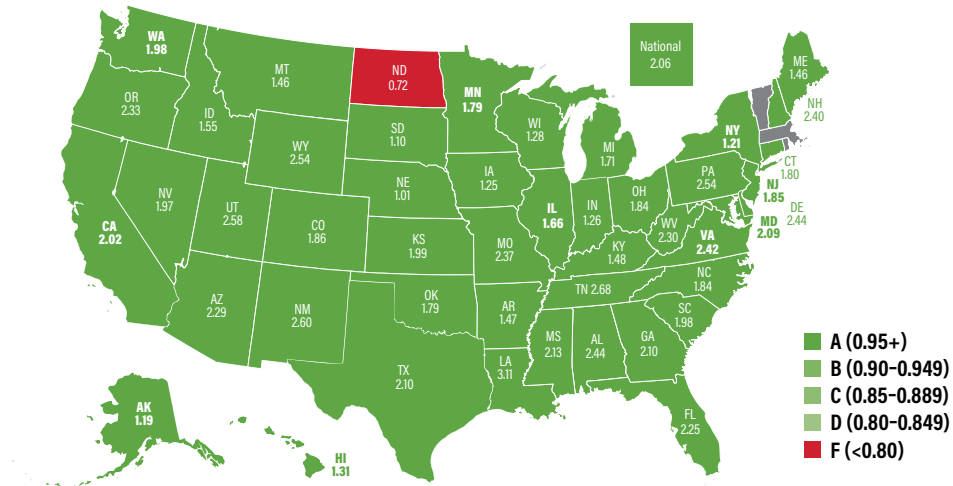 WA
1.98
OR
2.33
CA
2.02
NV
1.97
ID
1.55
MT
1.46
WY
2.54
UT
2.58
AZ
2.29
CO
1.86
NM
2.60
ND
0.72
SD
1.10
NE
1.01
KS
1.99
OK
1.79
TX
2.10
MN
1.79
IA
1.25
MO
2.37
AR
1.47
LA
3.11
WI
1.28
IL
1.66
MI
1.71
IN
1.26
OH
1.84
KY
1.48
TN 2.68
MS
2.13
AL
2.44
GA
2.10
FL
2.25
SC
1.98
NC
1.84
VA
2.42
WV
2.30
PA
2.54
NY
1.21
ME
1.46
NH
2.40
CT
1.80
NJ
1.85
DE
2.44
MD
2.09
AK
1.19
HI
1.31
National
2.06
A (0.95+)
B (0.90-0.949)
C (0.85-0.889)
D (0.80-0.849)
F (<0.80)